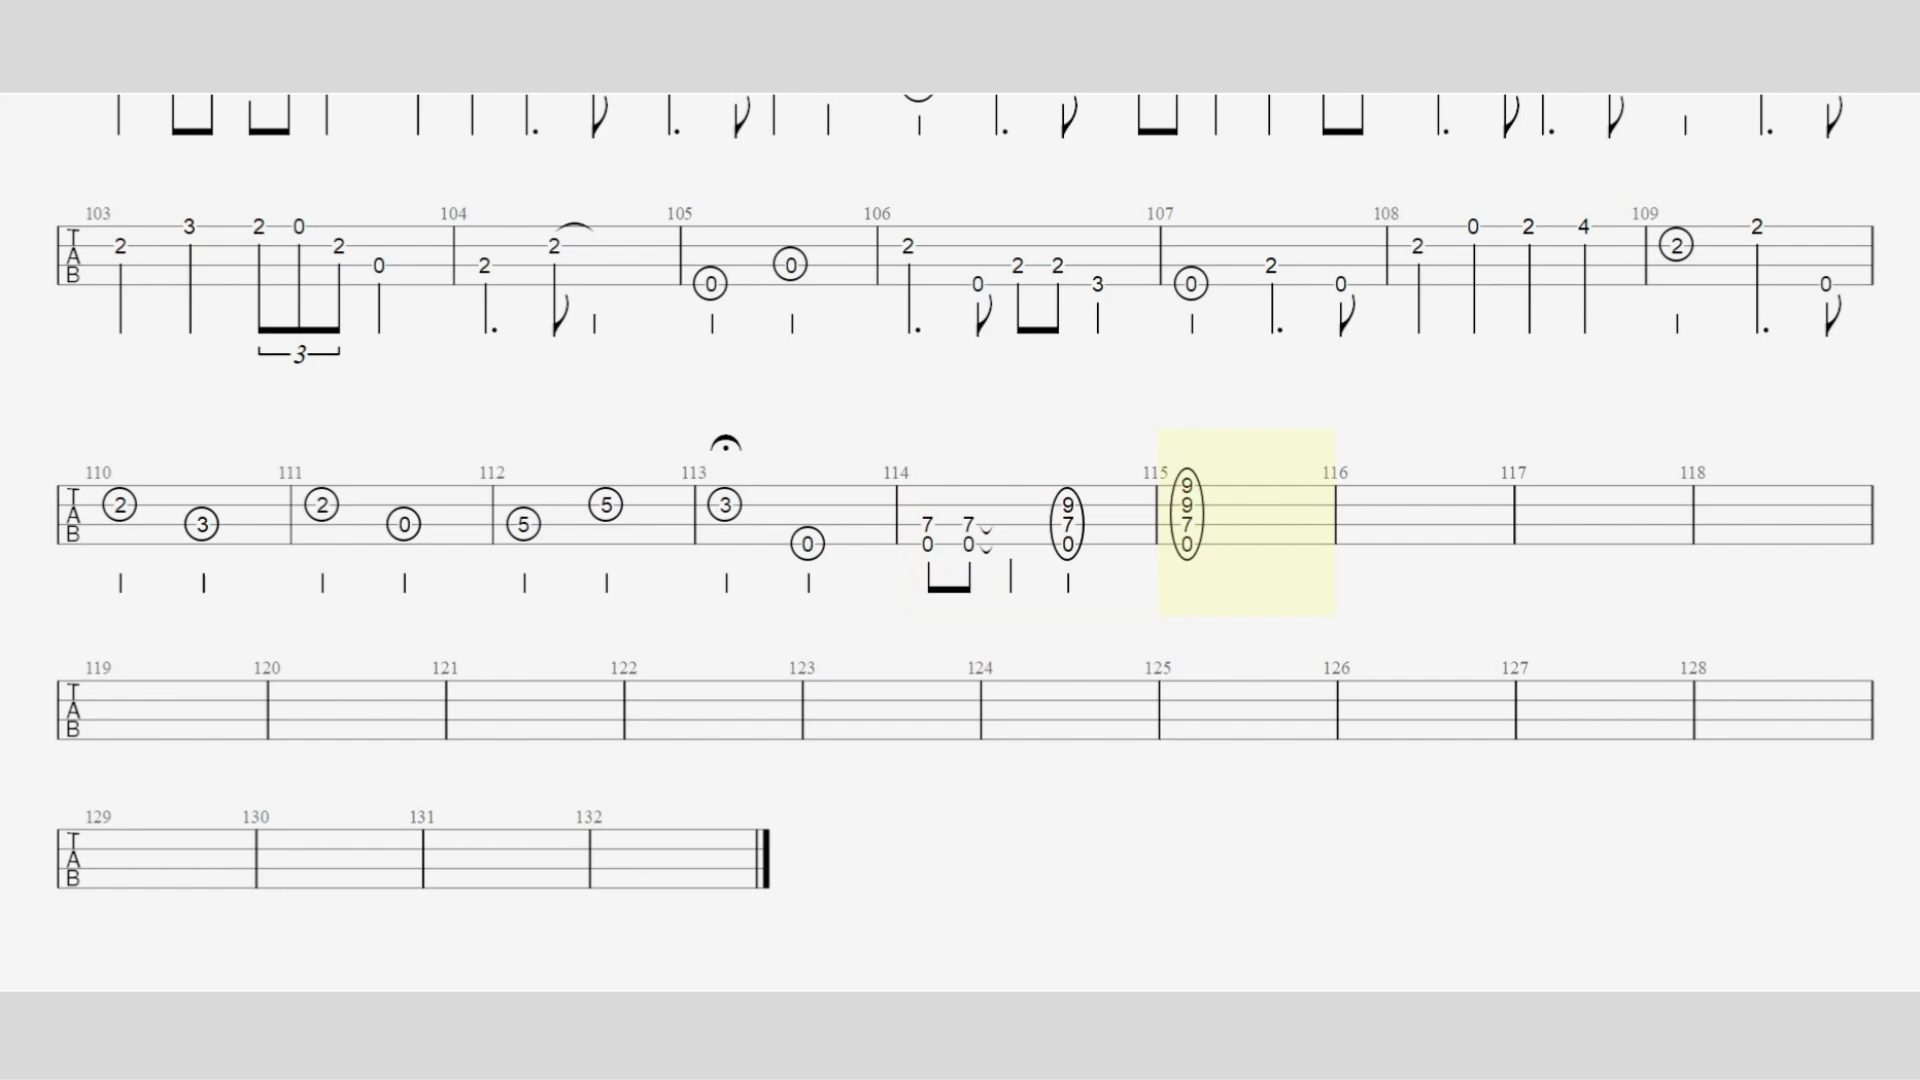 103 104 105 106 107 108 109
3 2 0 0 2 4 2
T 2 2 2 2 2 2
A 0 2 0 2 2 2
B 0 0 3 0 0 0
3
110 111 112 113 114 115 116 117 118
9
T 2 2 5 3 9 9
A 3 0 5 7 7 7 7
B 0 0 0 0 0
119 120 121 122 123 124 125 126 127 128
T
A
B
129 130 131 132
T
A
B